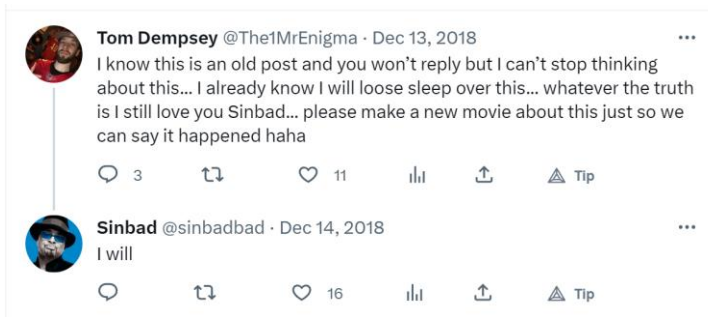 Tom Dempsey @The1MrEnigma · Dec 13, 2018
I know this is an old post and you won't reply but I can't stop thinking
about this... I already know I will loose sleep over this... whatever the truth
is I still love you Sinbad... please make a new movie about this just so we
can say it happened haha
3 11 Tip
Sinbad @sinbadbad · Dec 14, 2018
I will
16 Tip